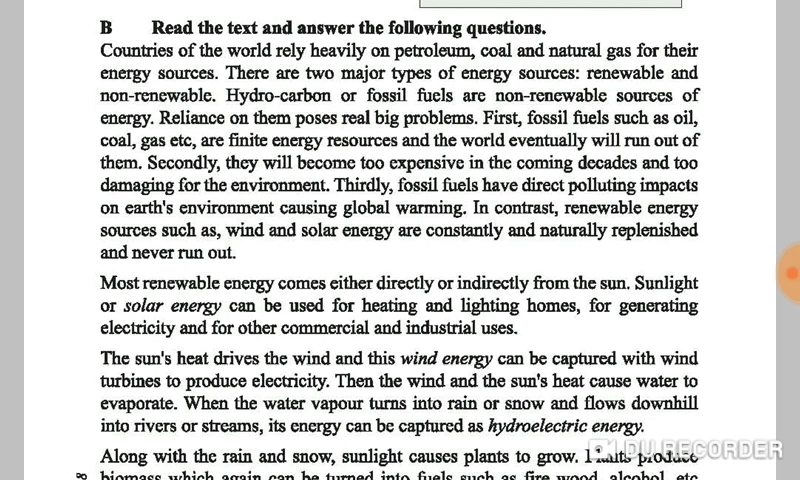 B Read the text and answer the following questions.
Countries of the world rely heavily on petroleum, coal and natural gas for their
energy sources. There are two major types of energy sources: renewable and
non-renewable. Hydro-carbon or fossil fuels are non-renewable sources of
energy. Reliance on them poses real big problems. First, fossil fuels such as oil,
coal, gas etc, are finite energy resources and the world eventually will run out of
them. Secondly, they will become too expensive in the coming decades and too
damaging for the environment. Thirdly, fossil fuels have direct polluting impacts
on earth's environment causing global warming. In contrast, renewable energy
sources such as, wind and solar energy are constantly and naturally replenished
and never run out.
Most renewable energy comes either directly or indirectly from the sun. Sunlight
or solar energy can be used for heating and lighting homes, for generating
electricity and for other commercial and industrial uses.
The sun's heat drives the wind and this wind energy can be captured with wind
turbines to produce electricity. Then the wind and the sun's heat cause water to
evaporate. When the water vapour turns into rain or snow and flows downhill
into rivers or streams, its energy can be captured as hydroelectric energy.
DU RECORDER
Along with the rain and snow, sunlight causes plants to grow. Plants produce
biomass which again can be turned into fuels such as fire wood, alcohol, etc
8